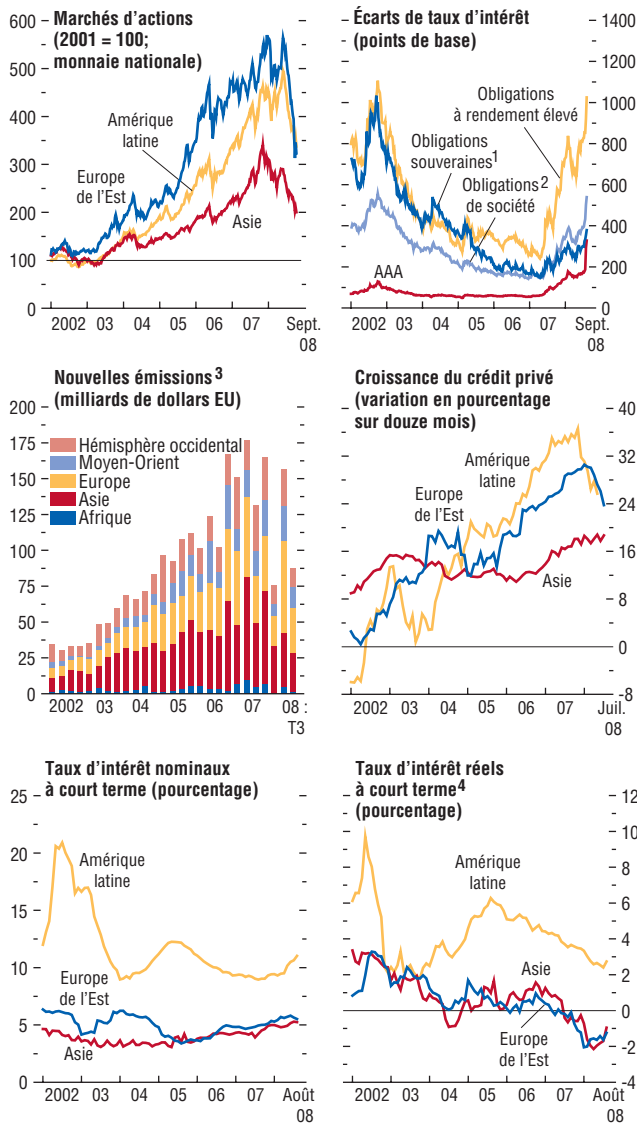 Marchés d'actions
(2001 = 100;
monnaie nationale)
600
500
400
300
200
100
0
Amérique
latine
Europe
de l'Est
Asie
2002 03 04 05 06 07 Sept.
08
Écarts de taux d'intérêt
(points de base)
1400
1200
1000
800
600
400
200
0
Obligations
à rendement élevé
Obligations
souveraines1
Obligations2
de société
AAA
2002 03 04 05 06 07 Sept.
08
Nouvelles émissions3
(milliards de dollars EU)
200
175
150
125
100
75
50
25
0
Hémisphère occidental
Moyen-Orient
Europe
Asie
Afrique
2002 03 04 05 06 07 08 :
T3
Croissance du crédit privé
(variation en pourcentage
sur douze mois)
40
32
24
16
8
0
-8
Amérique
latine
Europe
de l'Est
Asie
2002 03 04 05 06 07 Juil.
08
Taux d'intérêt nominaux
à court terme (pourcentage)
25
20
15
10
5
0
Amérique
latine
Europe
de l'Est
Asie
2002 03 04 05 06 07 Août
08
Taux d'intérêt réels
à court terme4
(pourcentage)
12
10
8
6
4
2
0
-2
-4
Amérique
latine
Asie
Europe
de l'Est
2002 03 04 05 06 07 Août
08